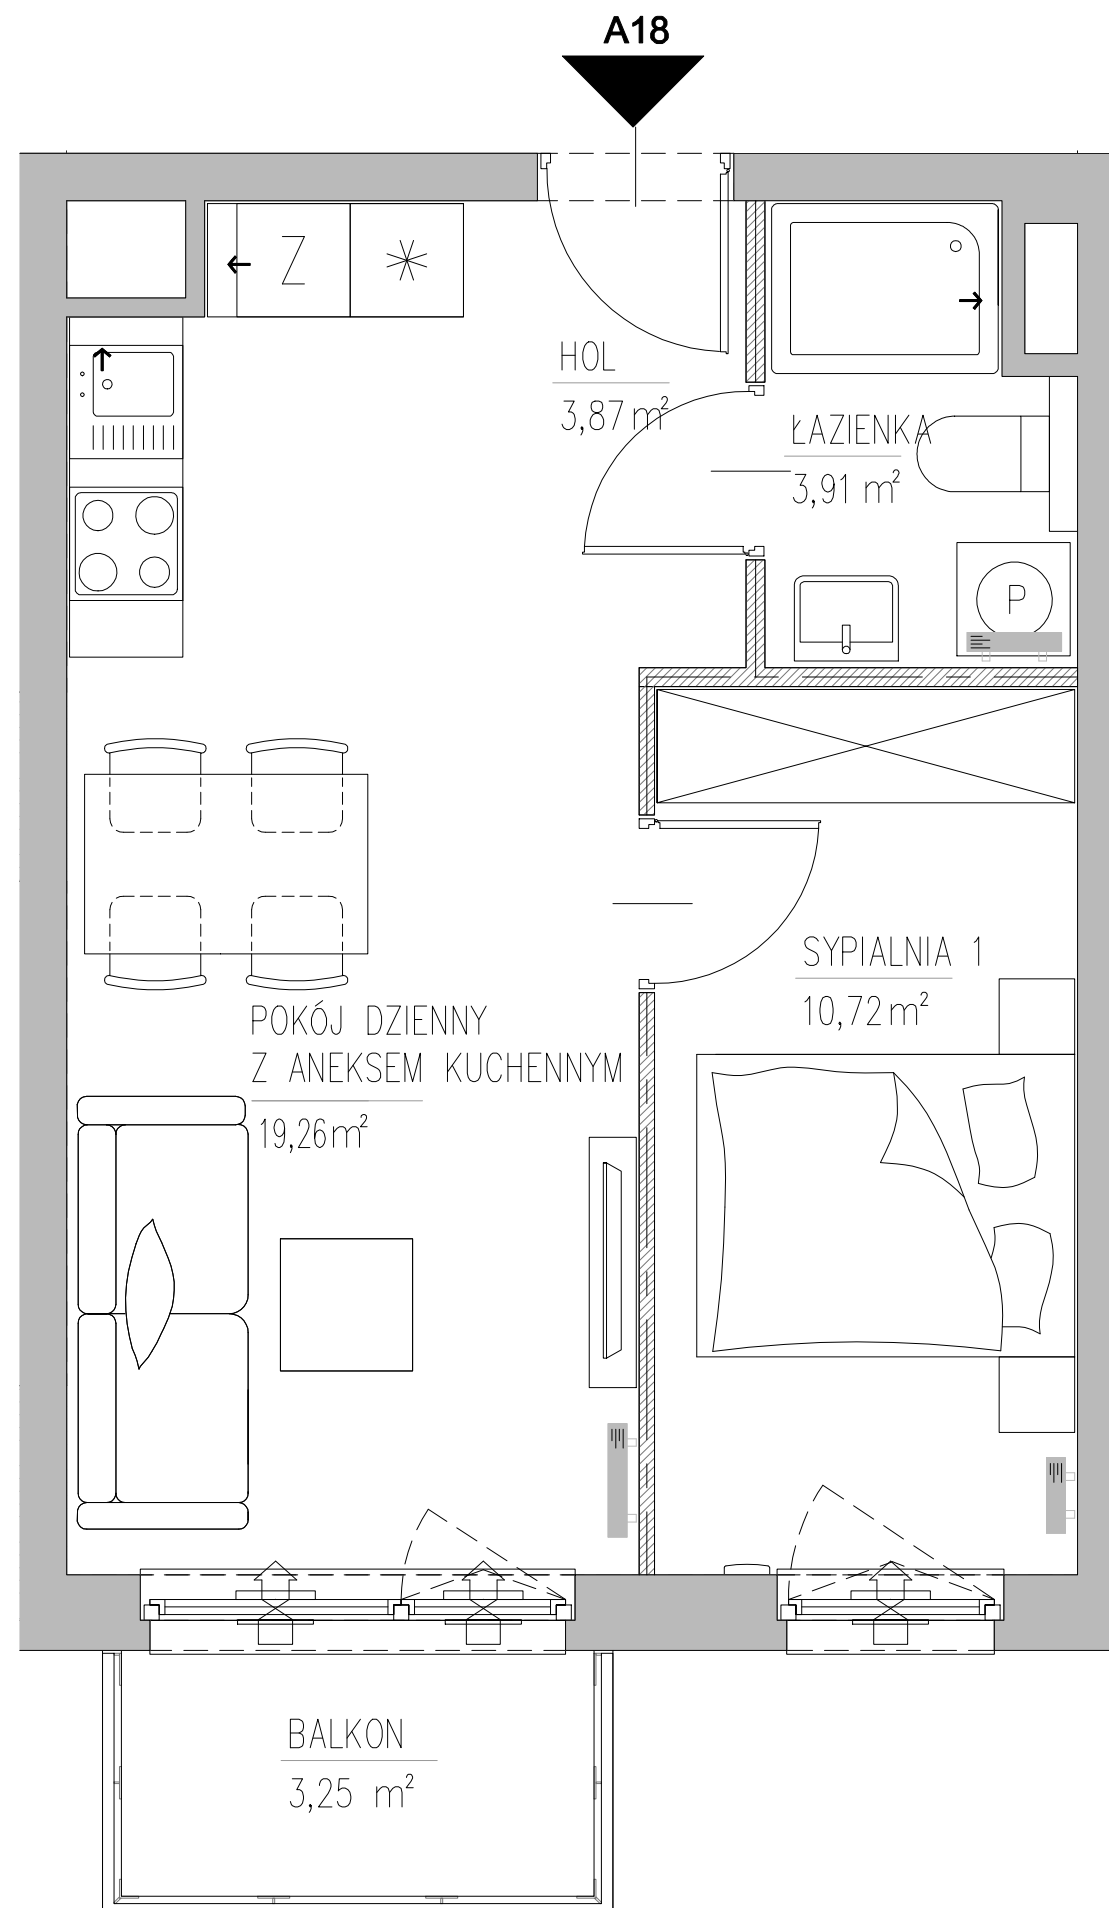 A18
Z
HOL
3,87 m²
ŁAZIENKA
3,91 m²
P
SYPIALNIA 1
10,72 m²
POKÓJ DZIENNY
Z ANEKSEM KUCHENNYM
19,26 m²
BALKON
3,25 m²